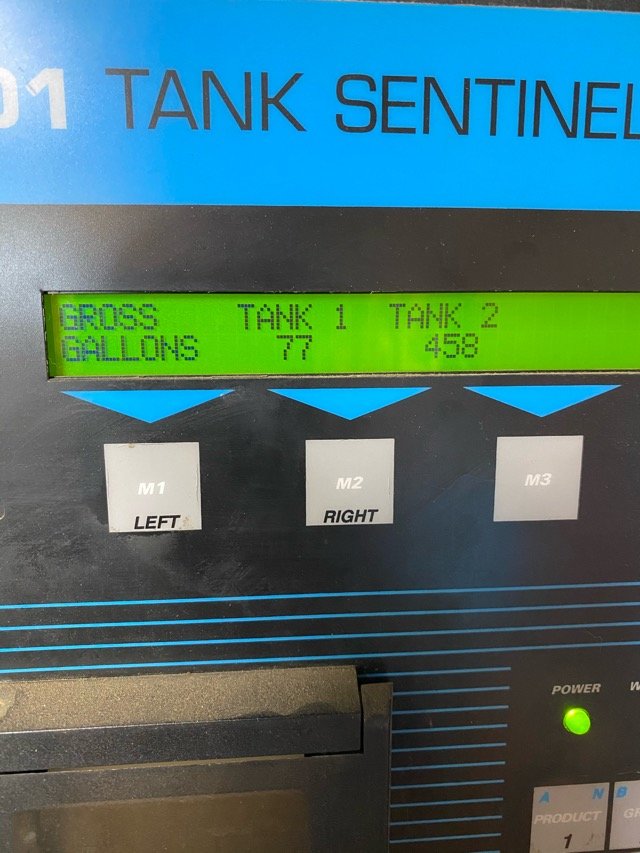 01 TANK SENTINEL
GROSS TANK 1 TANK 2
GALLONS 77 458
M1 M2 M3
LEFT RIGHT
POWER W
A N B
PRODUCT GR
1